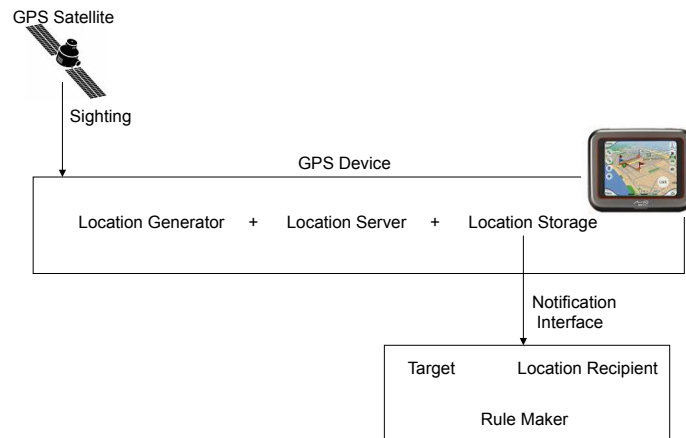 GPS Satellite
Sighting
GPS Device
Location Generator + Location Server + Location Storage
Notification
Interface
Target Location Recipient
Rule Maker